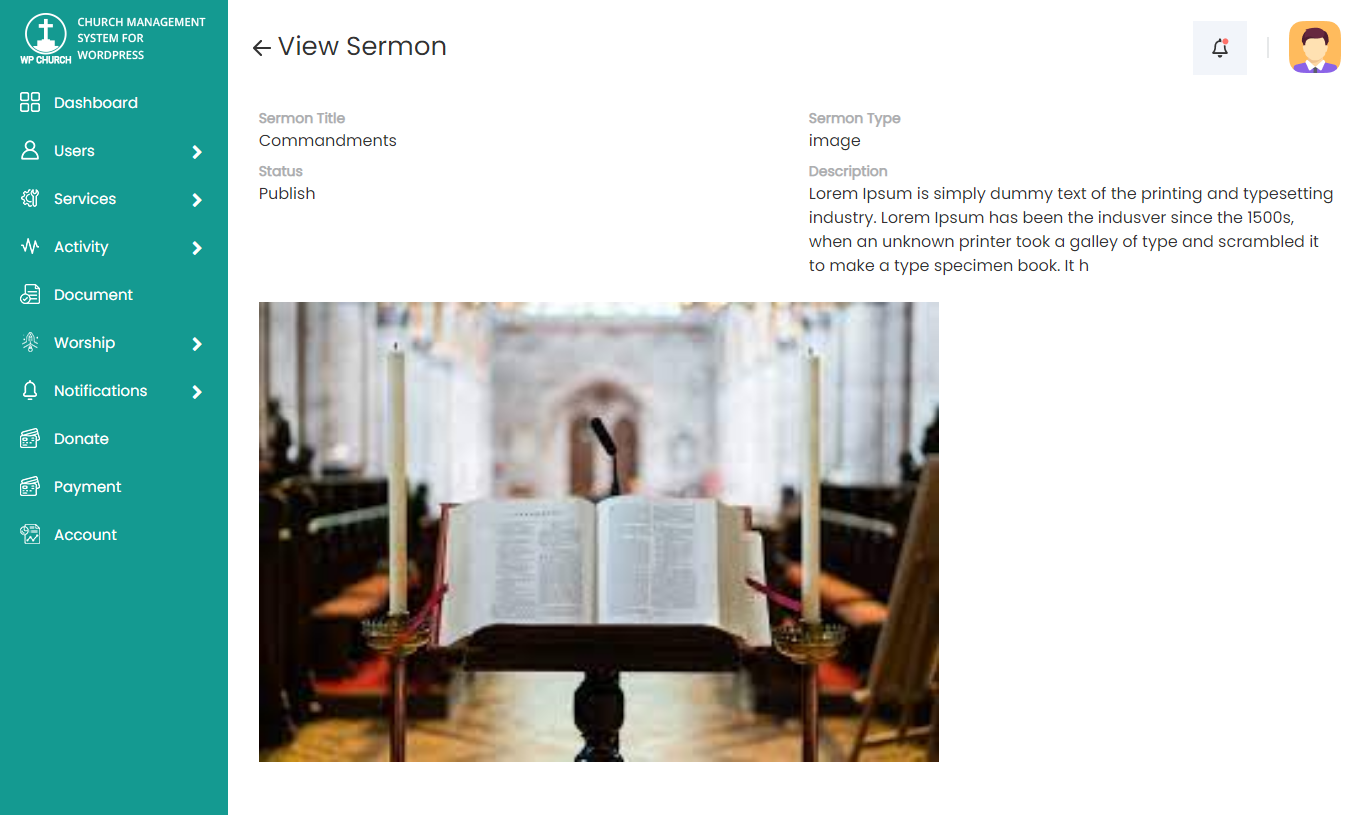 CHURCH MANAGEMENT
SYSTEM FOR
WORDPRESS
WP CHURCH
Dashboard
Users
Services
Activity
Document
Worship
Notifications
Donate
Payment
Account
View Sermon
Sermon Title
Commandments
Sermon Type
image
Status
Publish
Description
Lorem Ipsum is simply dummy text of the printing and typesetting
industry. Lorem Ipsum has been the indusver since the 1500s,
when an unknown printer took a galley of type and scrambled it
to make a type specimen book. It h